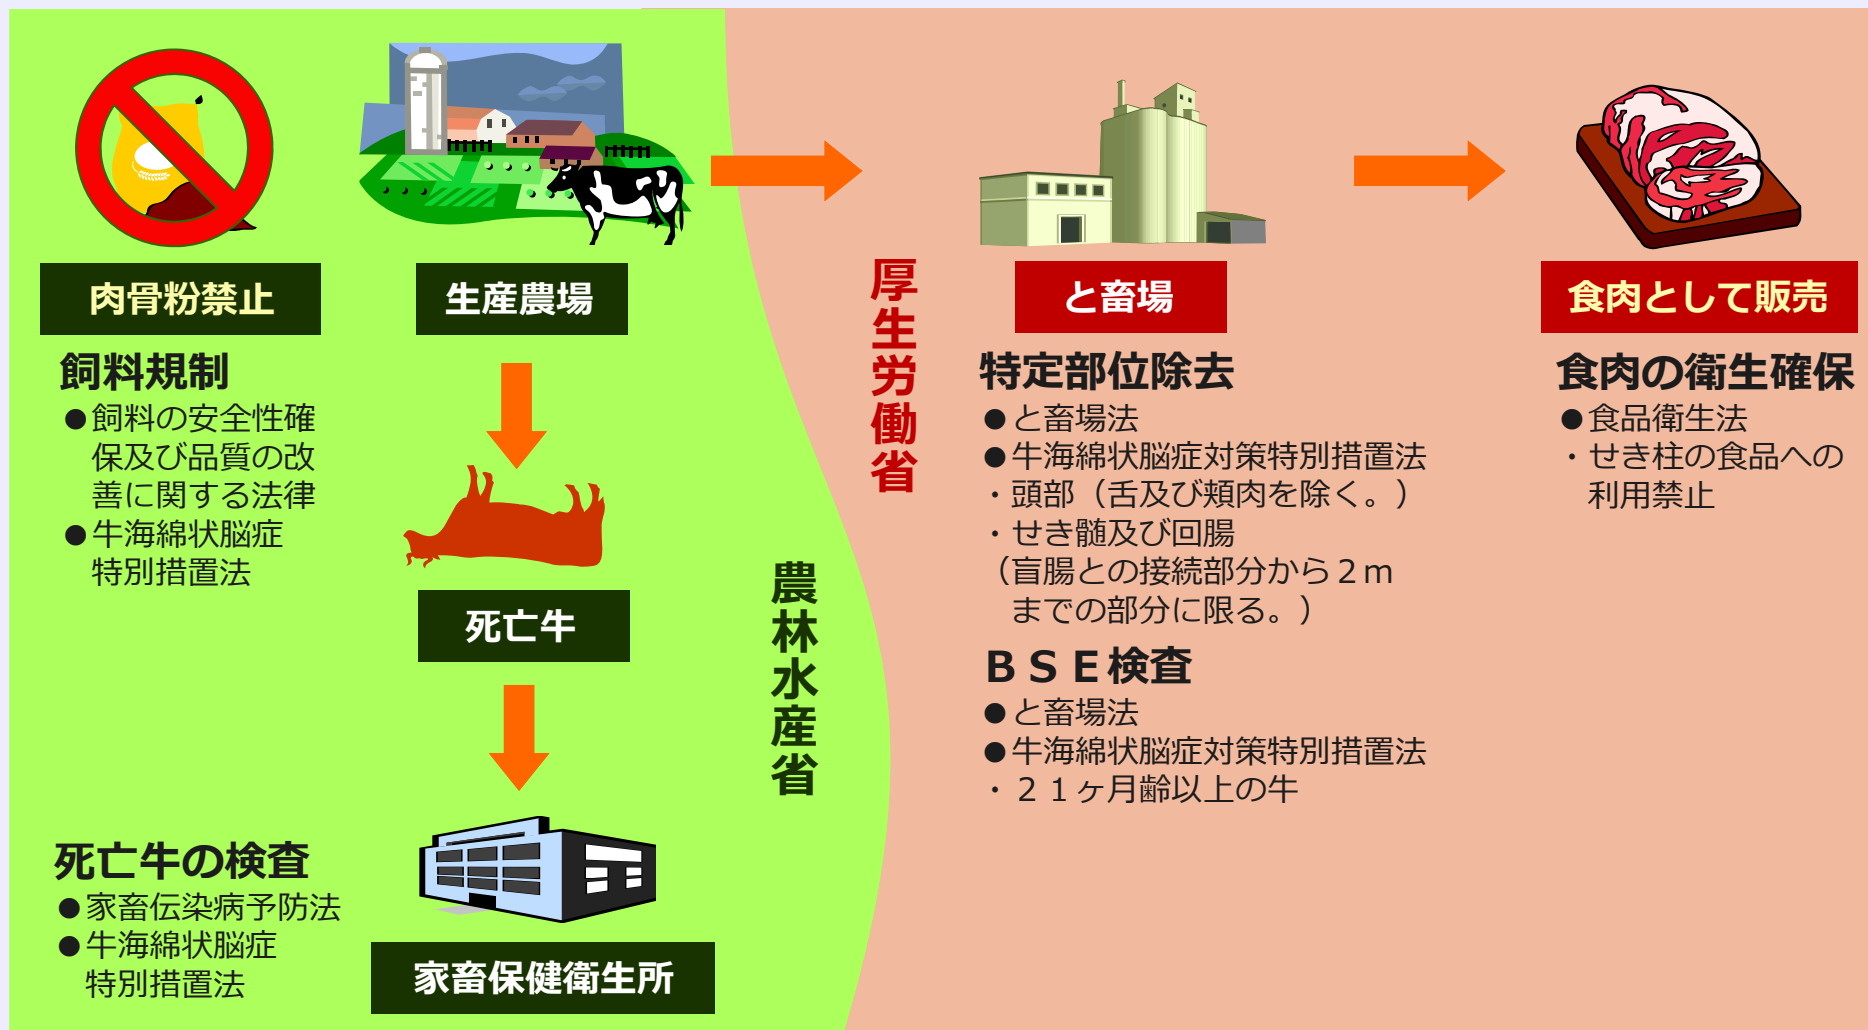 肉骨粉禁止
飼料規制
●飼料の安全性確
保及び品質の改
善に関する法律
●牛海綿状脳症
特別措置法
生産農場
死亡牛
死亡牛の検査
●家畜伝染病予防法
●牛海綿状脳症
特別措置法
家畜保健衛生所
農林水産省
厚生労働省
と畜場
特定部位除去
●と畜場法
●牛海綿状脳症対策特別措置法
・頭部（舌及び頬肉を除く。）
・せき髄及び回腸
（盲腸との接続部分から２ｍ
までの部分に限る。）
ＢＳＥ検査
●と畜場法
●牛海綿状脳症対策特別措置法
・２１ヶ月齢以上の牛
食肉として販売
食肉の衛生確保
●食品衛生法
・せき柱の食品への
利用禁止